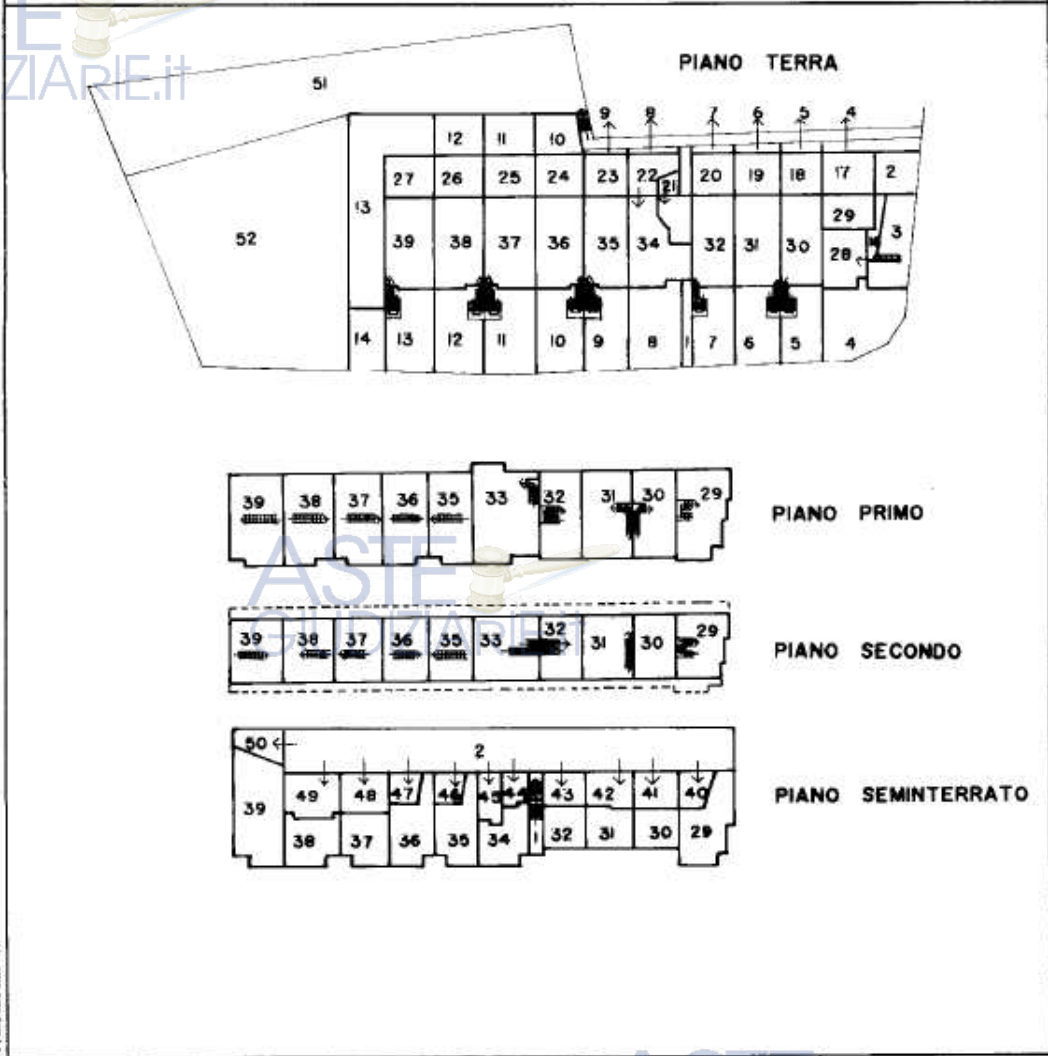 E
ZIARIE.it
PIANO TERRA
51
9 8 7 6 5 4
12 11 10
27 26 25 24 23 22 21 20 19 18 17 2
13
29 3
52
39 38 37 36 35 34 32 31 30 28
14 13 12 11 10 9 8 1 7 6 5 4
39 38 37 36 35 33 32 31 30 29
PIANO PRIMO
ASTE
GIUDIZIARIE.it
39 38 37 36 35 33 32 31 30 29
PIANO SECONDO
50 2
49 48 47 46 45 44 43 42 41 40
PIANO SEMINTERRATO
39
38 37 36 35 34 1 32 31 30 29
ASTE